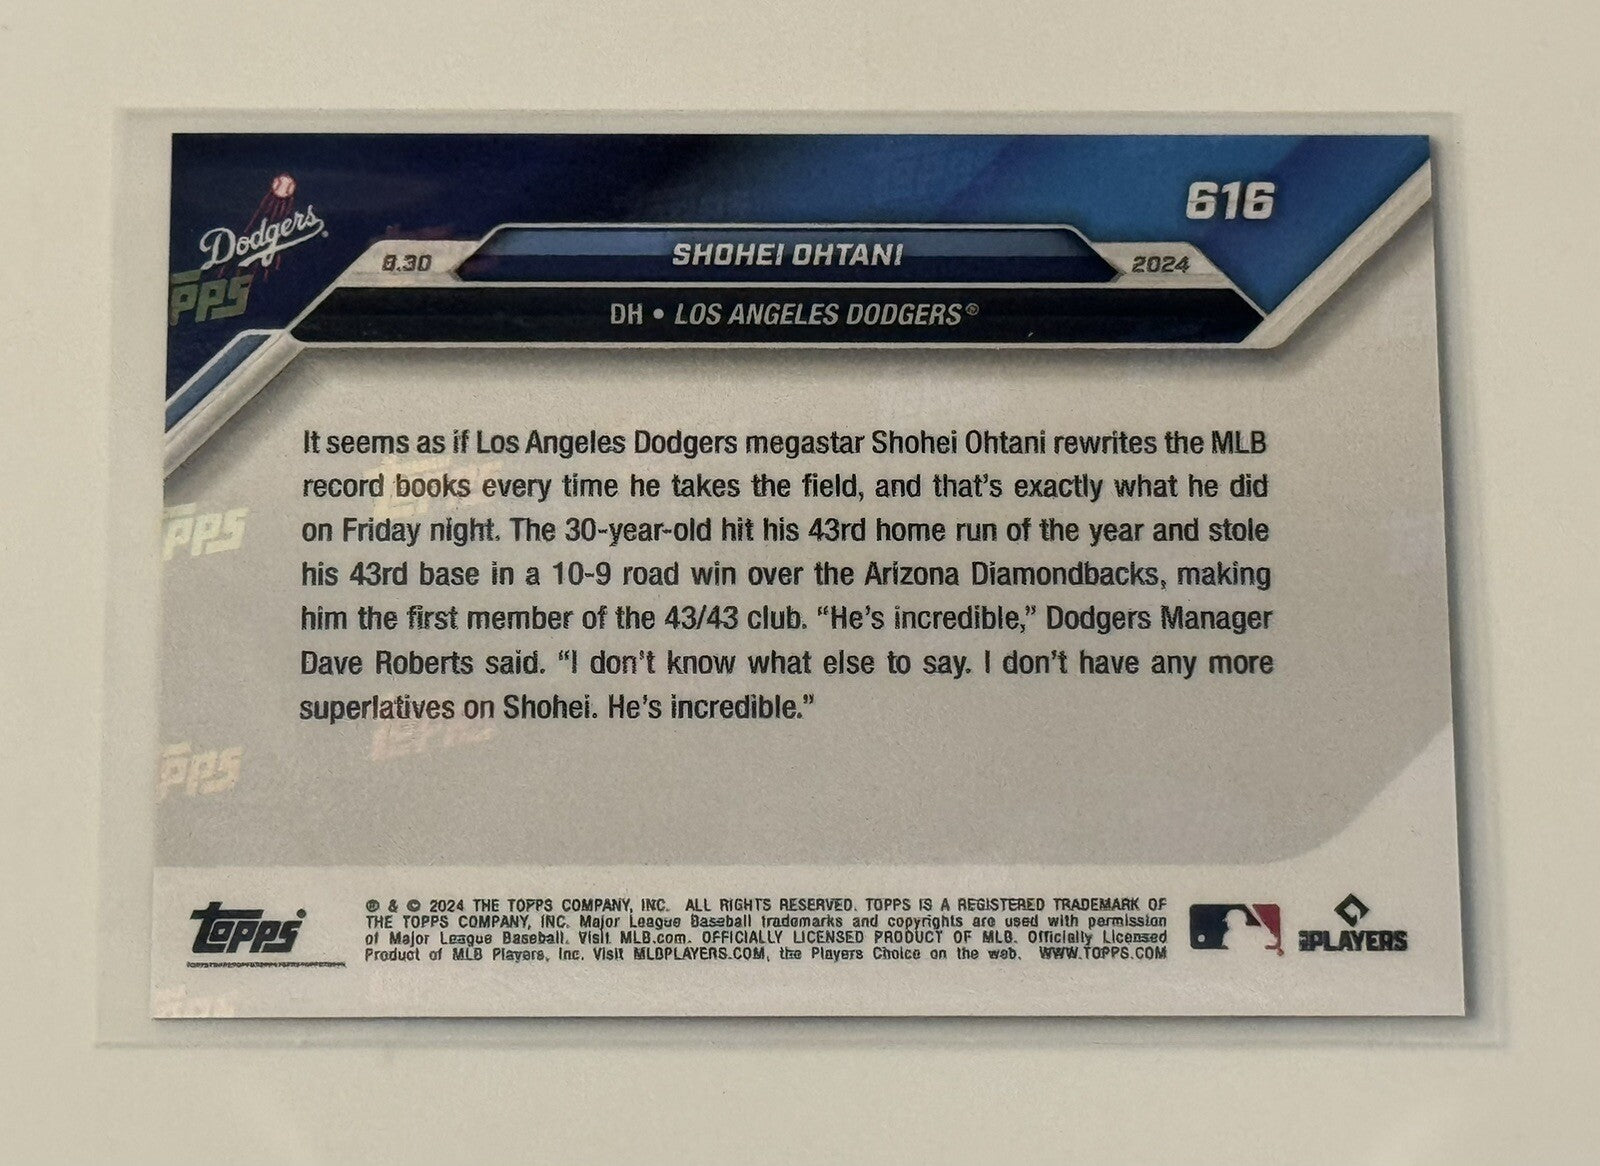 Dodgers
616
SHOHEI OHTANI
8.30
2024
DH • LOS ANGELES DODGERS®
It seems as if Los Angeles Dodgers megastar Shohei Ohtani rewrites the MLB
record books every time he takes the field, and that's exactly what he did
on Friday night. The 30-year-old hit his 43rd home run of the year and stole
his 43rd base in a 10-9 road win over the Arizona Diamondbacks, making
him the first member of the 43/43 club. “He's incredible,” Dodgers Manager
Dave Roberts said. “I don't know what else to say. I don't have any more
superlatives on Shohei. He's incredible.”
Topps
® & © 2024 THE TOPPS COMPANY, INC. ALL RIGHTS RESERVED. TOPPS IS A REGISTERED TRADEMARK OF
THE TOPPS COMPANY, INC. Major League Baseball trademarks and copyrights are used with permission
of Major League Baseball. Visit MLB.com. OFFICIALLY LICENSED PRODUCT OF MLB. Officially Licensed
Product of MLB Players, Inc. Visit MLBPLAYERS.COM, the Players Choice on the web. WWW.TOPPS.COM
PLAYERS